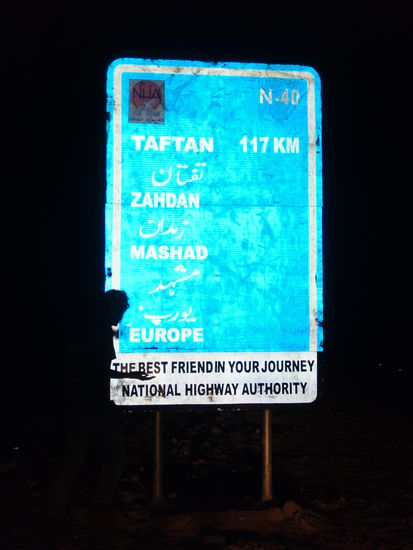 NHA N-40
TAFTAN 117 KM
تفتان
ZAHDAN
زہدان
MASHAD
مشہد
یورپ
EUROPE
THE BEST FRIEND IN YOUR JOURNEY
NATIONAL HIGHWAY AUTHORITY